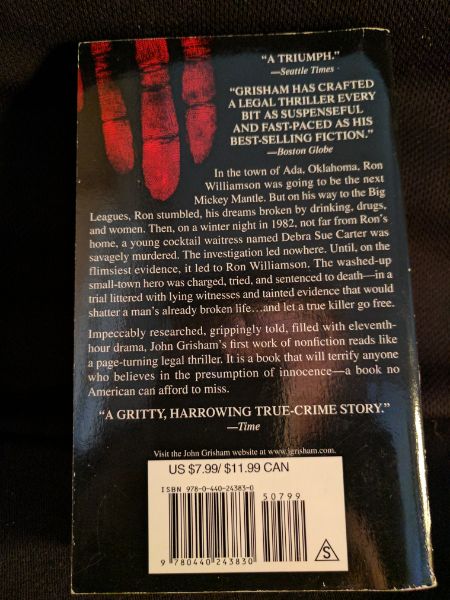 “A TRIUMPH.”
—Seattle Times
“GRISHAM HAS CRAFTED
A LEGAL THRILLER EVERY
BIT AS SUSPENSEFUL
AND FAST-PACED AS HIS
BEST-SELLING FICTION.”
—Boston Globe
In the town of Ada, Oklahoma, Ron
Williamson was going to be the next
Mickey Mantle. But on his way to the Big
Leagues, Ron stumbled, his dreams broken by drinking, drugs,
and women. Then, on a winter night in 1982, not far from Ron’s
home, a young cocktail waitress named Debra Sue Carter was
savagely murdered. The investigation led nowhere. Until, on the
flimsiest evidence, it led to Ron Williamson. The washed-up
small-town hero was charged, tried, and sentenced to death—in a
trial littered with lying witnesses and tainted evidence that would
shatter a man’s already broken life…and let a true killer go free.
Impeccably researched, grippingly told, filled with eleventh-
hour drama, John Grisham’s first work of nonfiction reads like
a page-turning legal thriller. It is a book that will terrify anyone
who believes in the presumption of innocence—a book no
American can afford to miss.
“A GRITTY, HARROWING TRUE-CRIME STORY.”
—Time
Visit the John Grisham website at www.jgrisham.com.
US $7.99/ $11.99 CAN
ISBN 978-0-440-24383-0
50799
9 780440 243830
S